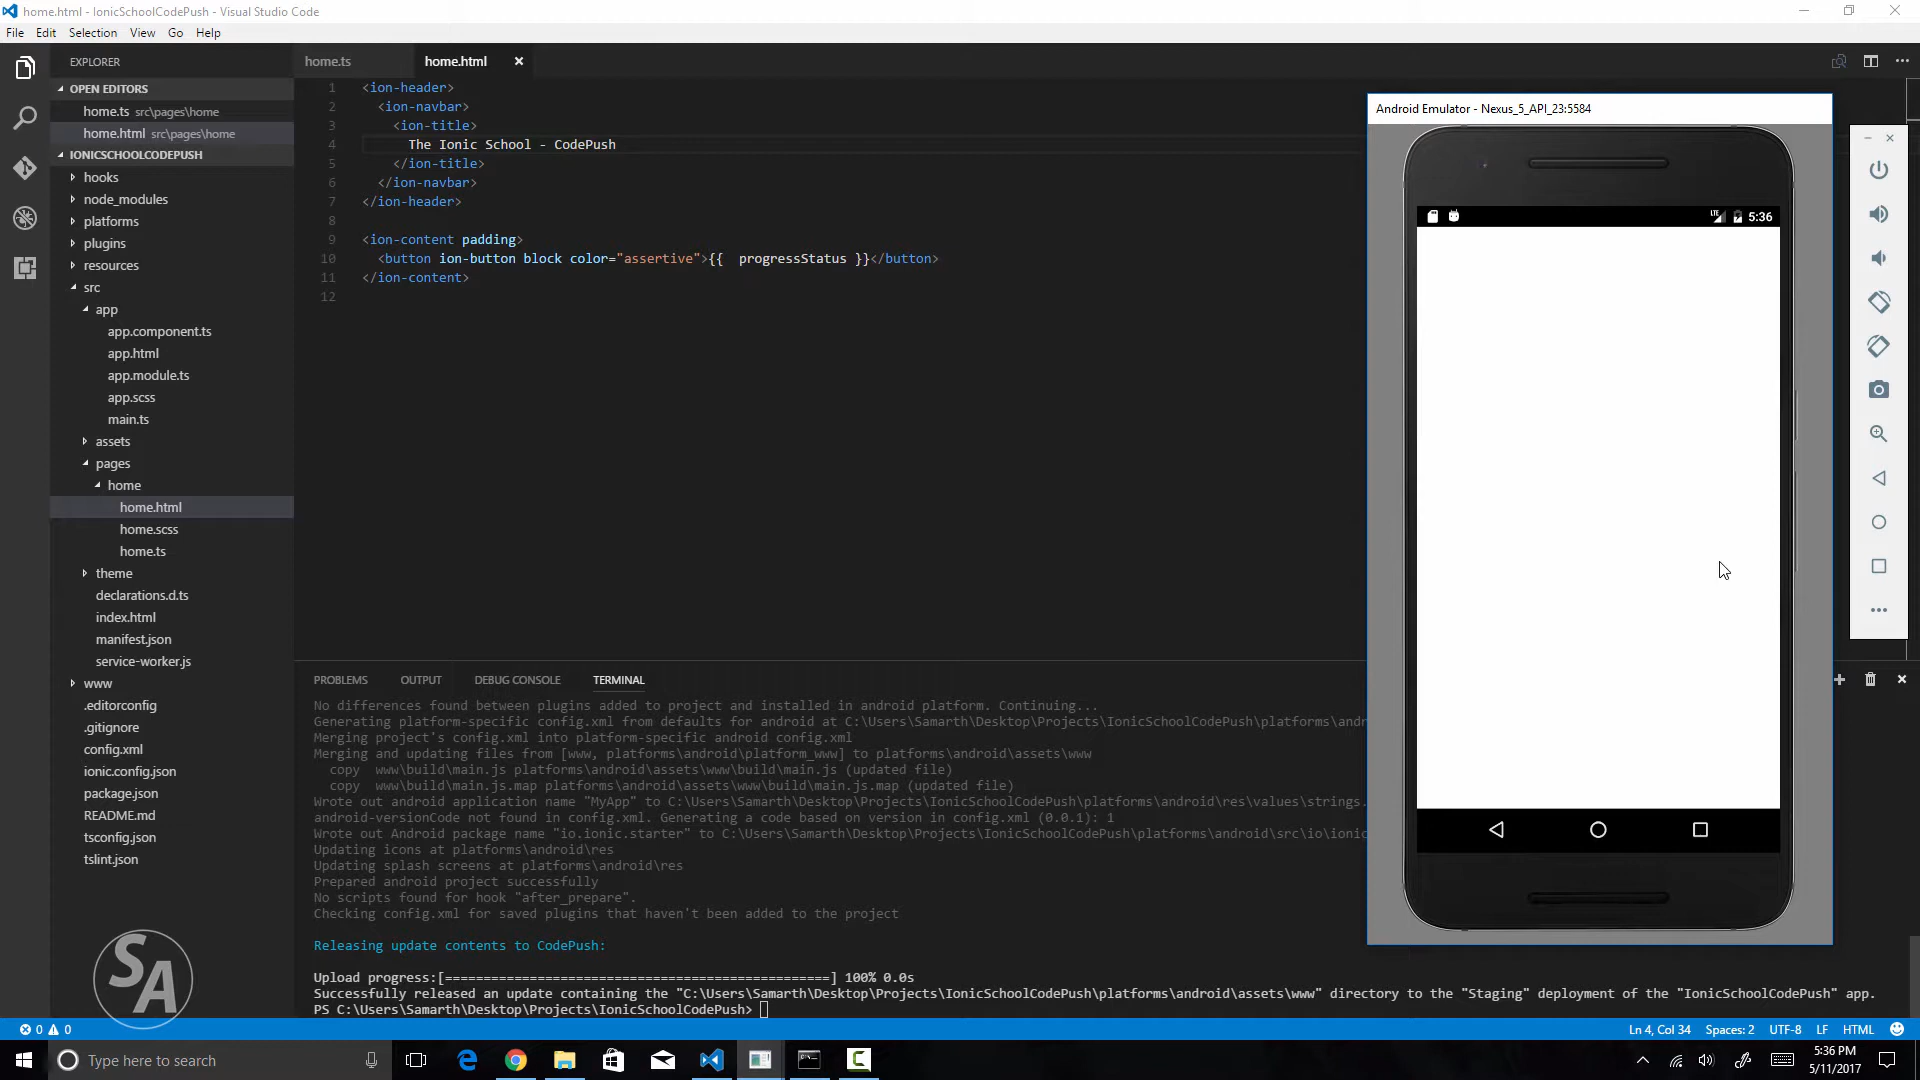 home.html - IonicSchoolCodePush - Visual Studio Code
File Edit Selection View Go Help
EXPLORER
OPEN EDITORS
home.ts src\pages\home
home.html src\pages\home
IONICSCHOOLCODEPUSH
hooks
node_modules
platforms
plugins
resources
src
app
app.component.ts
app.html
app.module.ts
app.scss
main.ts
assets
pages
home
home.html
home.scss
home.ts
theme
declarations.d.ts
index.html
manifest.json
service-worker.js
www
.editorconfig
.gitignore
config.xml
ionic.config.json
package.json
README.md
tsconfig.json
tslint.json
SA
home.ts home.html
1 <ion-header>
2 <ion-navbar>
3 <ion-title>
4 The Ionic School - CodePush
5 </ion-title>
6 </ion-navbar>
7 </ion-header>
8
9 <ion-content padding>
10 <button ion-button block color="assertive">{{  progressStatus }}</button>
11 </ion-content>
12
Android Emulator - Nexus_5_API_23:5584
LTE 5:36
PROBLEMS OUTPUT DEBUG CONSOLE TERMINAL
No differences found between plugins added to project and installed in android platform. Continuing...
Generating platform-specific config.xml from defaults for android at C:\Users\Samarth\Desktop\Projects\IonicSchoolCodePush\platforms\andr
Merging project's config.xml into platform-specific android config.xml
Merging and updating files from [www, platforms\android\platform_www] to platforms\android\assets\www
copy www\build\main.js platforms\android\assets\www\build\main.js (updated file)
copy www\build\main.js.map platforms\android\assets\www\build\main.js.map (updated file)
Wrote out android application name "MyApp" to C:\Users\Samarth\Desktop\Projects\IonicSchoolCodePush\platforms\android\res\values\strings.
android-versionCode not found in config.xml. Generating a code based on version in config.xml (0.0.1): 1
Wrote out Android package name "io.ionic.starter" to C:\Users\Samarth\Desktop\Projects\IonicSchoolCodePush\platforms\android\src\io\ionic
Updating icons at platforms\android\res
Updating splash screens at platforms\android\res
Prepared android project successfully
No scripts found for hook "after_prepare".
Checking config.xml for saved plugins that haven't been added to the project
Releasing update contents to CodePush:
Upload progress:[==================================================] 100% 0.0s
Successfully released an update containing the "C:\Users\Samarth\Desktop\Projects\IonicSchoolCodePush\platforms\android\assets\www" directory to the "Staging" deployment of the "IonicSchoolCodePush" app.
PS C:\Users\Samarth\Desktop\Projects\IonicSchoolCodePush>
0 0 Ln 4, Col 34 Spaces: 2 UTF-8 LF HTML
Type here to search
5:36 PM
5/11/2017